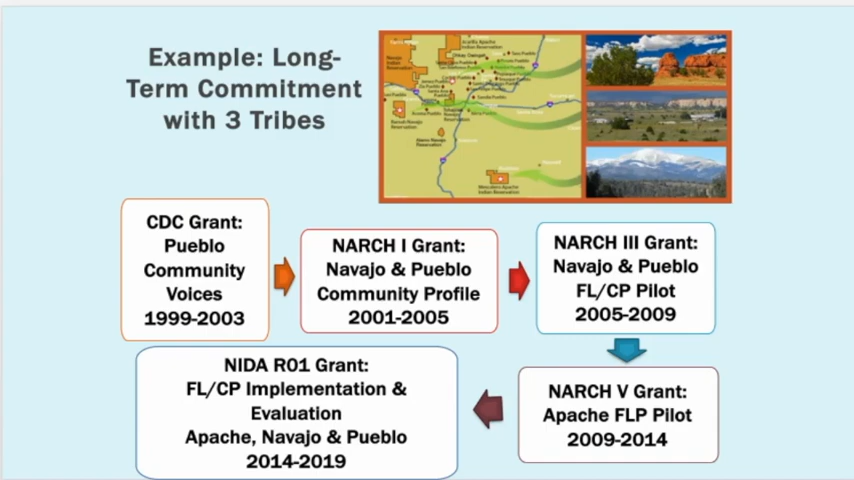 Example: Long-
Term Commitment
with 3 Tribes
CDC Grant:
Pueblo
Community
Voices
1999-2003
NARCH I Grant:
Navajo & Pueblo
Community Profile
2001-2005
NARCH III Grant:
Navajo & Pueblo
FL/CP Pilot
2005-2009
NARCH V Grant:
Apache FLP Pilot
2009-2014
NIDA R01 Grant:
FL/CP Implementation &
Evaluation
Apache, Navajo & Pueblo
2014-2019